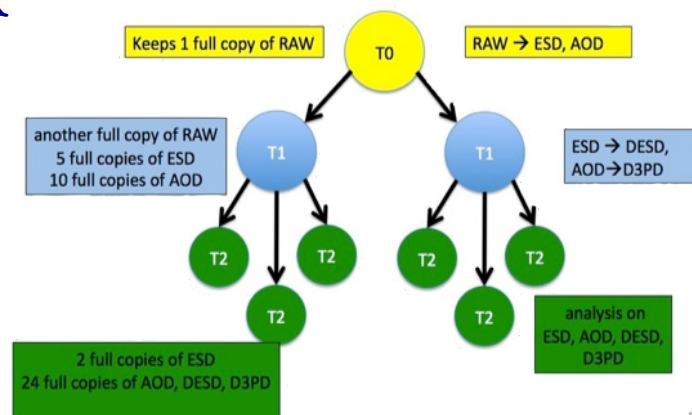 Keeps 1 full copy of RAW
T0
RAW → ESD, AOD
another full copy of RAW
5 full copies of ESD
10 full copies of AOD
T1
T1
ESD → DESD,
AOD→D3PD
T2
T2
T2
T2
T2
T2
2 full copies of ESD
24 full copies of AOD, DESD, D3PD
analysis on
ESD, AOD, DESD,
D3PD